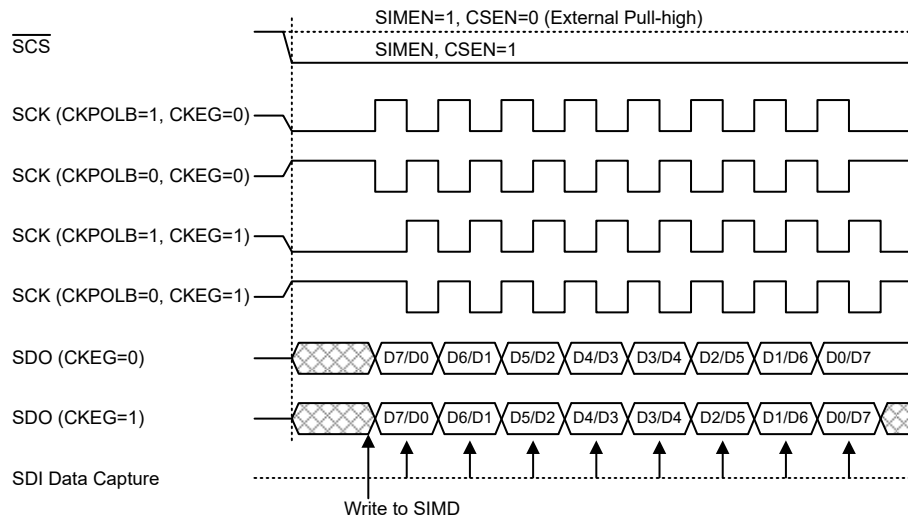 SIMEN=1, CSEN=0 (External Pull-high)
SCS
SIMEN, CSEN=1
SCK (CKPOLB=1, CKEG=0)
SCK (CKPOLB=0, CKEG=0)
SCK (CKPOLB=1, CKEG=1)
SCK (CKPOLB=0, CKEG=1)
SDO (CKEG=0) D7/D0 D6/D1 D5/D2 D4/D3 D3/D4 D2/D5 D1/D6 D0/D7
SDO (CKEG=1) D7/D0 D6/D1 D5/D2 D4/D3 D3/D4 D2/D5 D1/D6 D0/D7
SDI Data Capture
Write to SIMD